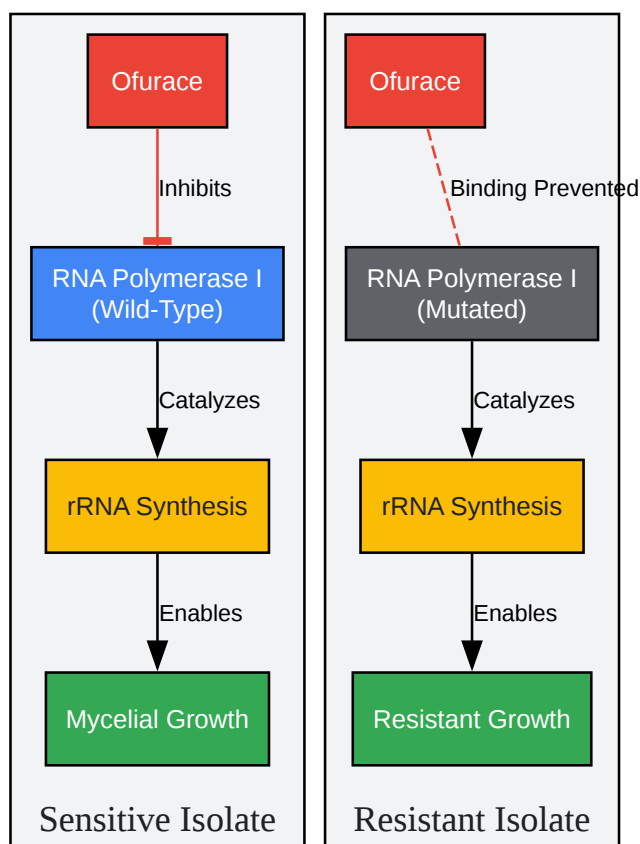 Ofurace
Inhibits
RNA Polymerase I
(Wild-Type)
Catalyzes
rRNA Synthesis
Enables
Mycelial Growth
Sensitive Isolate
Ofurace
Binding Prevented
RNA Polymerase I
(Mutated)
Catalyzes
rRNA Synthesis
Enables
Resistant Growth
Resistant Isolate